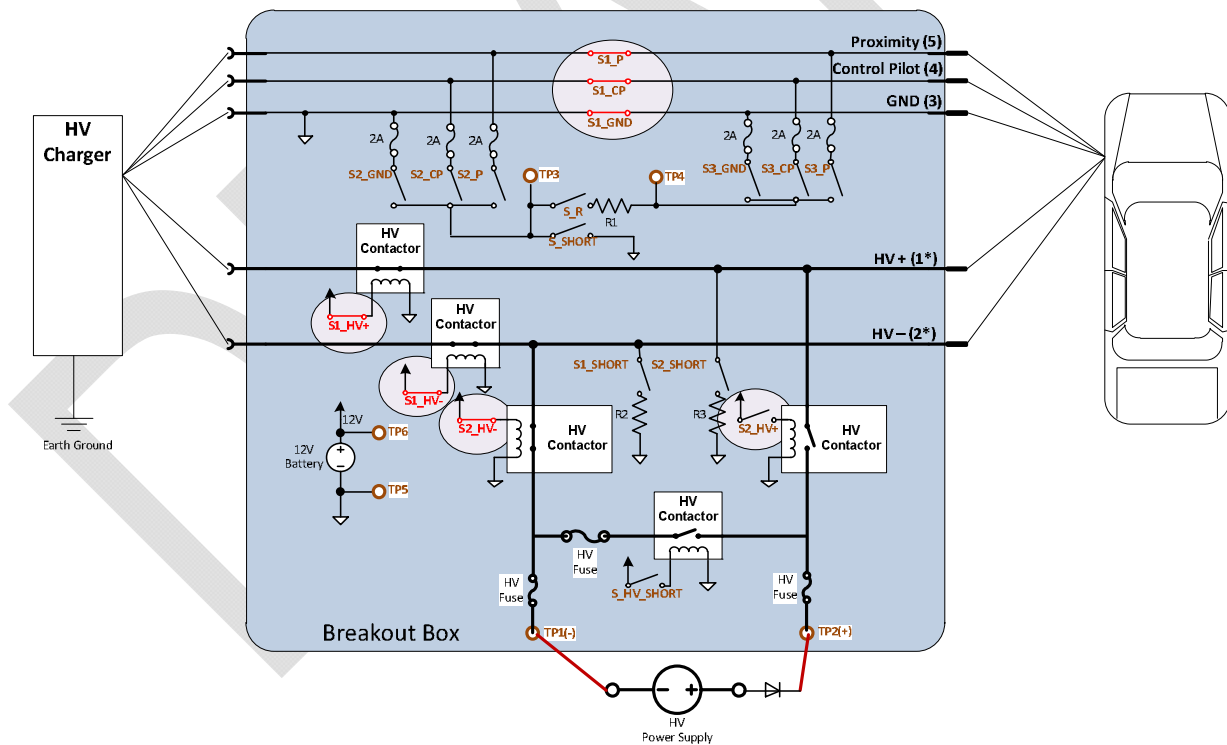 Proximity (5)
S1_P
Control Pilot (4)
S1_CP
GND (3)
S1_GND
HV
Charger
2A
2A
2A
2A
2A
2A
S2_GND
S2_CP
S2_P
TP3
TP4
S3_GND
S3_CP
S3_P
S_R
R1
S_SHORT
HV
Contactor
HV+ (1*)
S1_HV+
HV
Contactor
HV– (2*)
S1_SHORT
S2_SHORT
S1_HV-
S2_HV-
R2
R3
S2_HV+
HV
Contactor
HV
Contactor
Earth Ground
12V
TP6
12V
Battery
+
–
TP5
HV
Contactor
HV
Fuse
HV
Fuse
HV
Fuse
S_HV_SHORT
Breakout Box
TP1(-)
TP2(+)
– +
HV
Power Supply